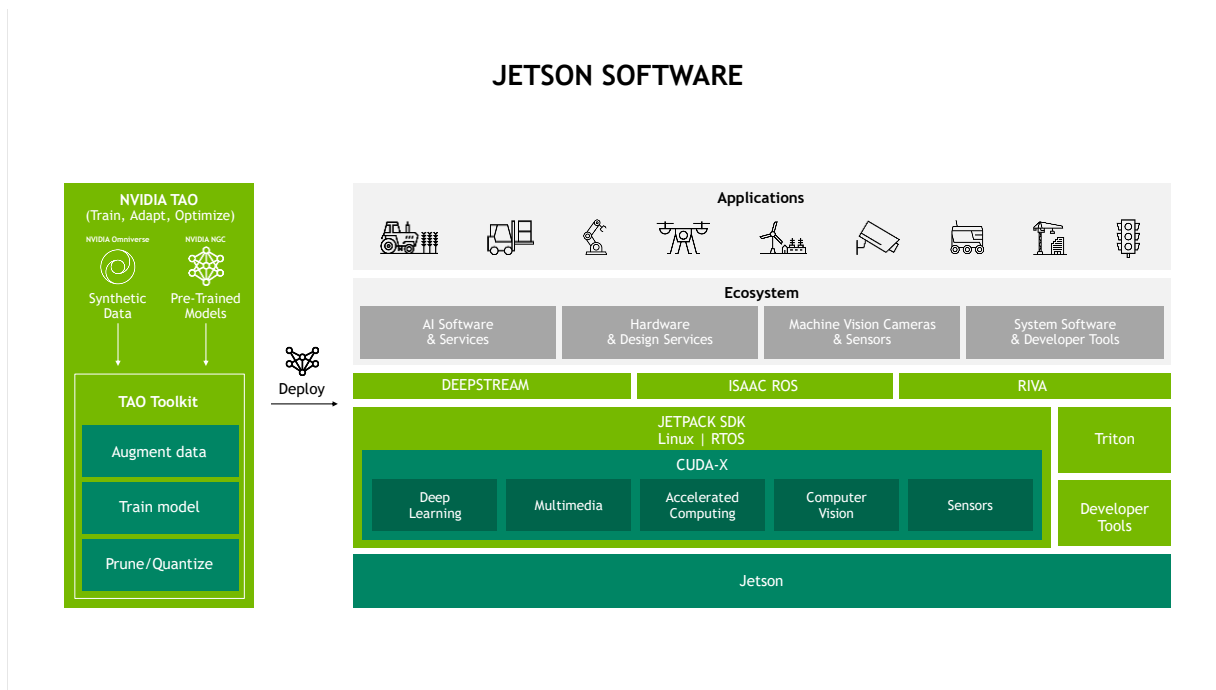 JETSON SOFTWARE
NVIDIA TAO
(Train, Adapt, Optimize)
NVIDIA Omniverse
NVIDIA NGC
Synthetic
Data
Pre-Trained
Models
TAO Toolkit
Augment data
Train model
Prune/Quantize
Deploy
Applications
Ecosystem
AI Software
& Services
Hardware
& Design Services
Machine Vision Cameras
& Sensors
System Software
& Developer Tools
DEEPSTREAM
ISAAC ROS
RIVA
JETPACK SDK
Linux | RTOS
CUDA-X
Deep
Learning
Multimedia
Accelerated
Computing
Computer
Vision
Sensors
Triton
Developer
Tools
Jetson